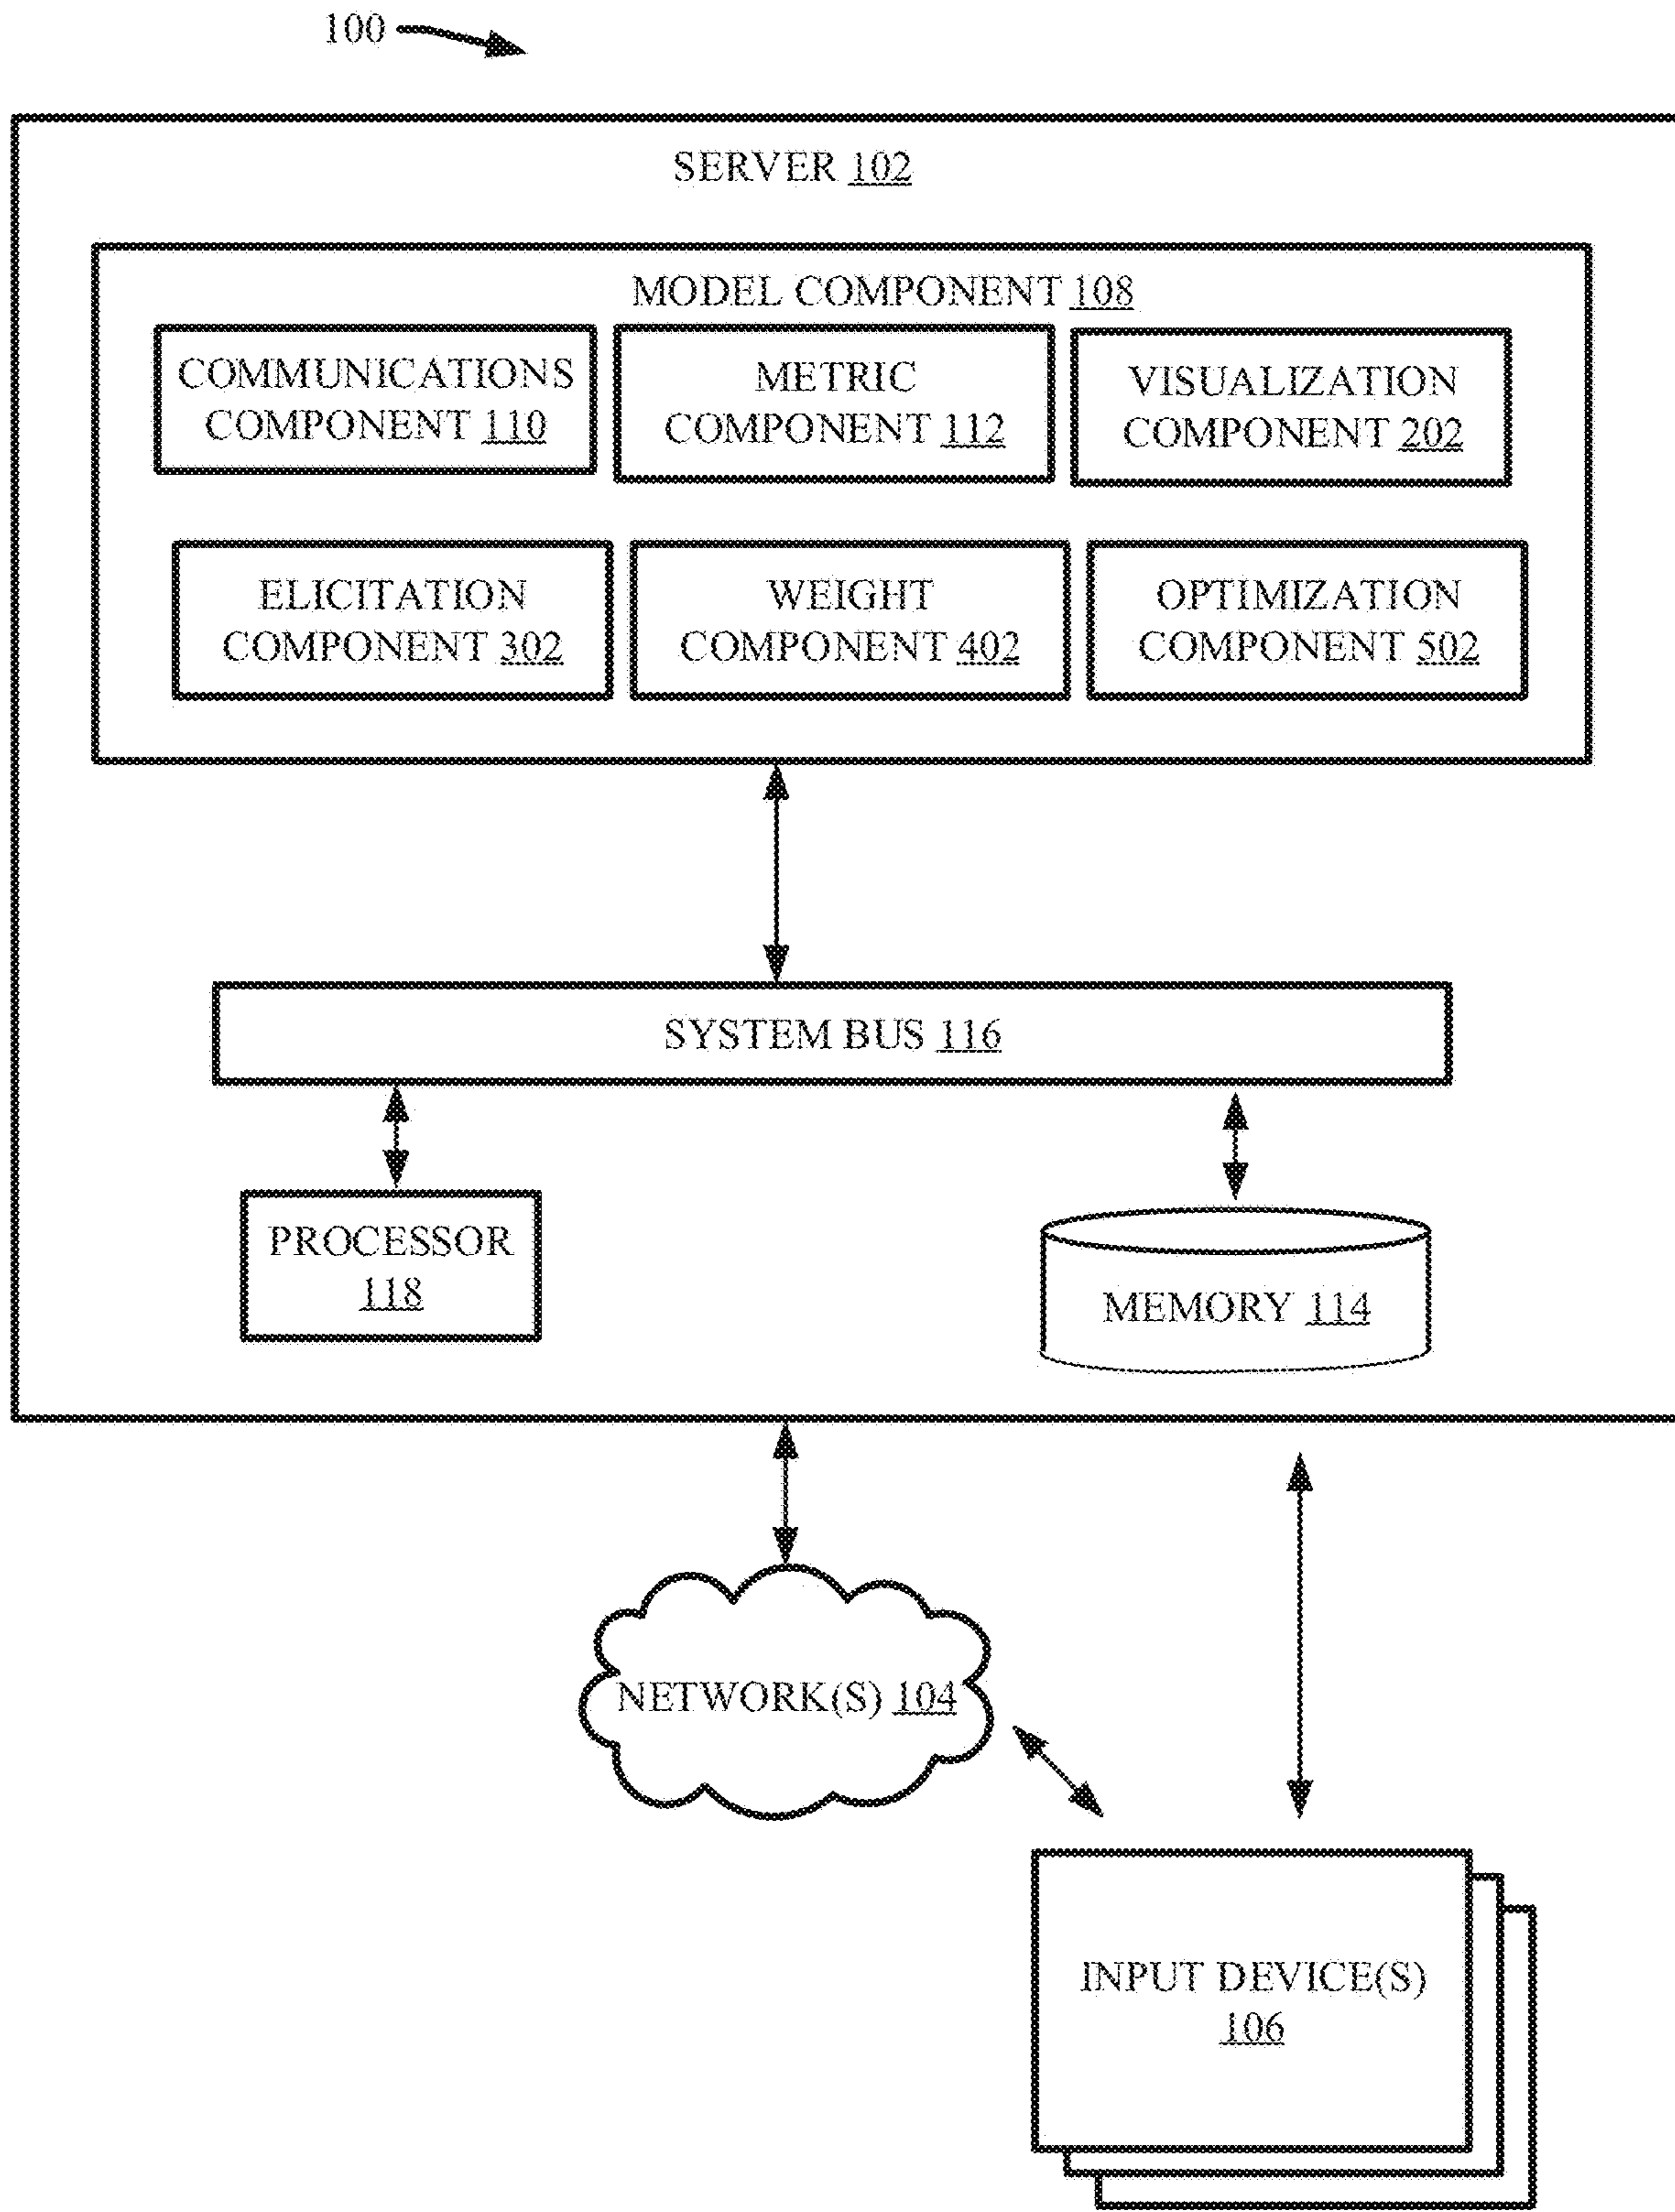 100
SERVER 102
MODEL COMPONENT 108
COMMUNICATIONS
COMPONENT 110
METRIC
COMPONENT 112
VISUALIZATION
COMPONENT 202
ELICITATION
COMPONENT 302
WEIGHT
COMPONENT 402
OPTIMIZATION
COMPONENT 502
SYSTEM BUS 116
PROCESSOR
118
MEMORY 114
NETWORK(S) 104
INPUT DEVICE(S)
106